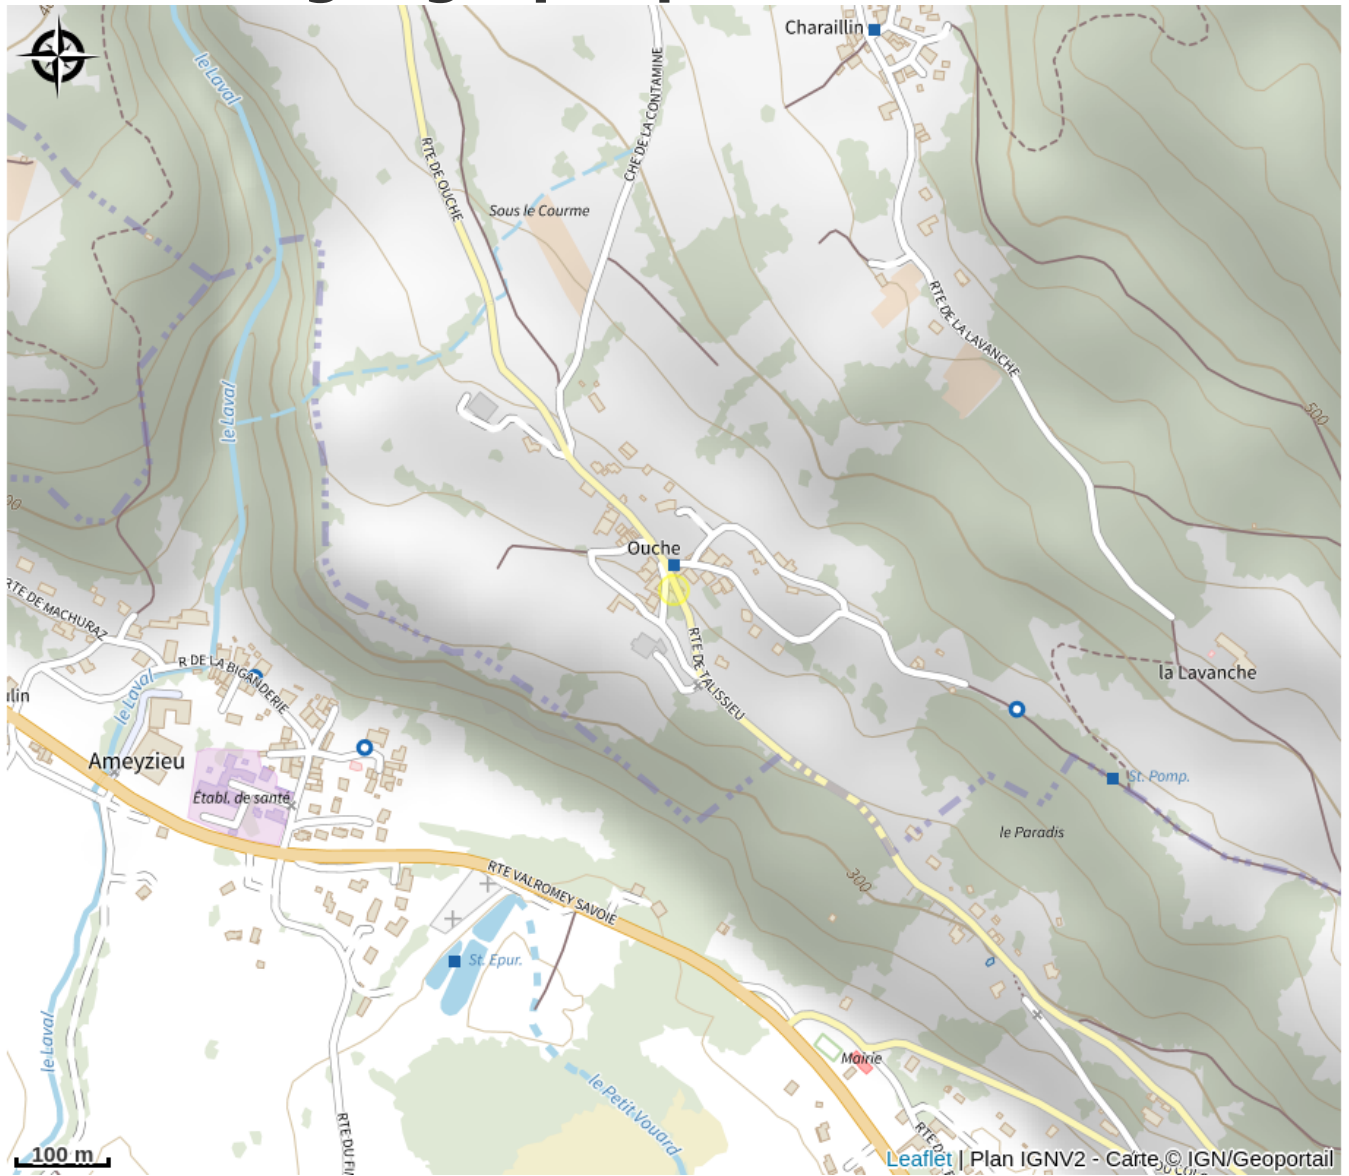 Charaillin
le Laval
CHE DE LA CONTAMINE
RTE DE OUCHE
Sous le Courme
RTE DE LA LAVANCHE
le Laval
500
Ouche
RTE DE MACHURAZ
R DE LA BIGANDERIE
RTE DE TALISSIEU
la Lavanche
le Laval
Ameyzieu
St. Pomp.
Établ. de santé
le Paradis
300
RTE VALROMEY SAVOIE
St. Epur.
le Laval
Mairie
le Petit Vouard
100 m
Leaflet | Plan IGNV2 - Carte © IGN/Geoportail